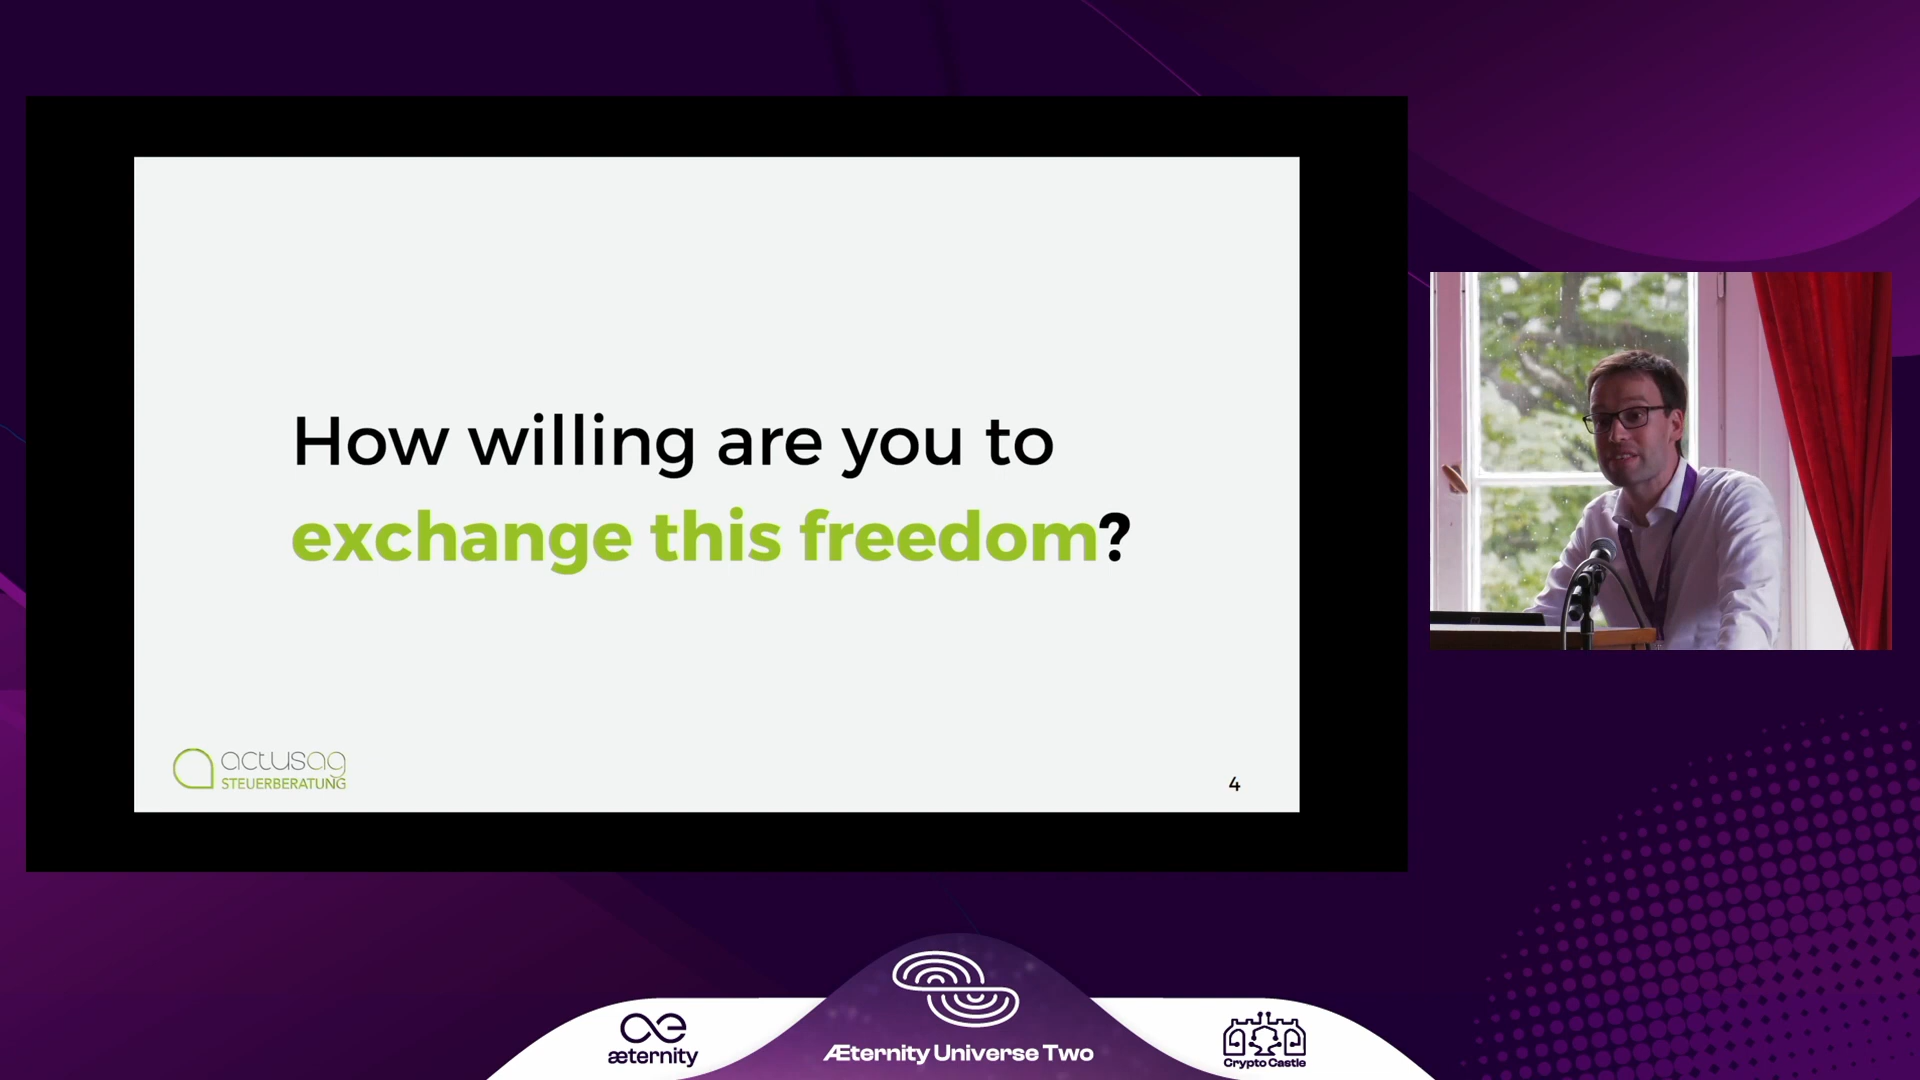 How willing are you to
exchange this freedom?
actusag
STEUERBERATUNG
4
æternity
Æternity Universe Two
Crypto Castle